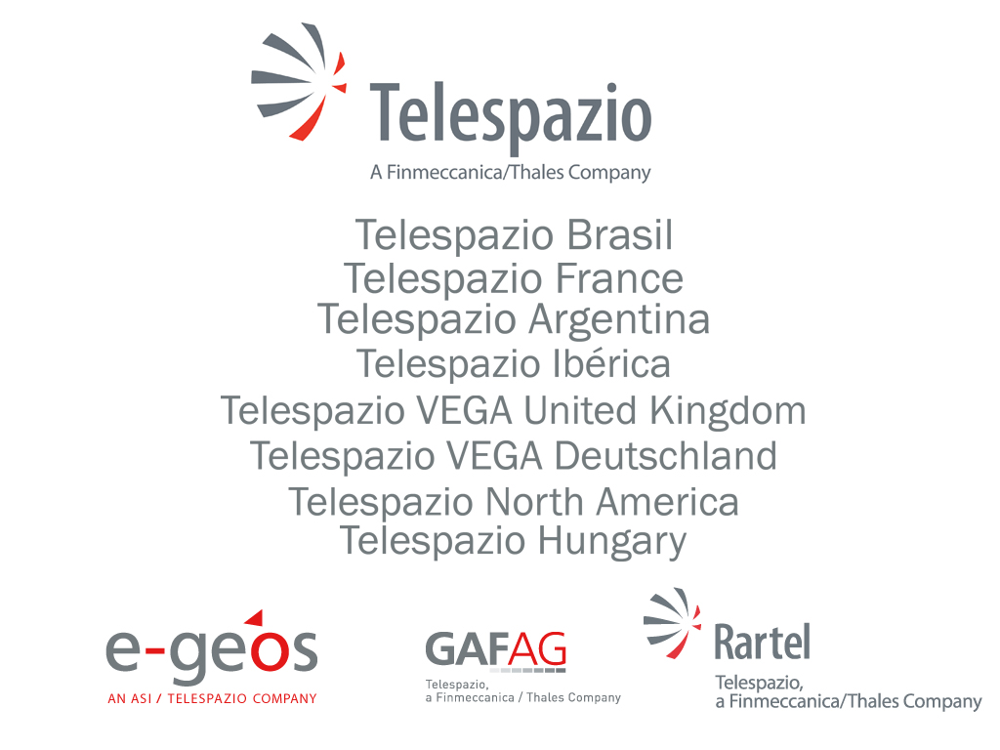 Telespazio
A Finmeccanica/Thales Company
Telespazio Brasil
Telespazio France
Telespazio Argentina
Telespazio Ibérica
Telespazio VEGA United Kingdom
Telespazio VEGA Deutschland
Telespazio North America
Telespazio Hungary
e-geos
AN ASI / TELESPAZIO COMPANY
GAFAG
Telespazio,
a Finmeccanica / Thales Company
Rartel
Telespazio,
a Finmeccanica/Thales Company